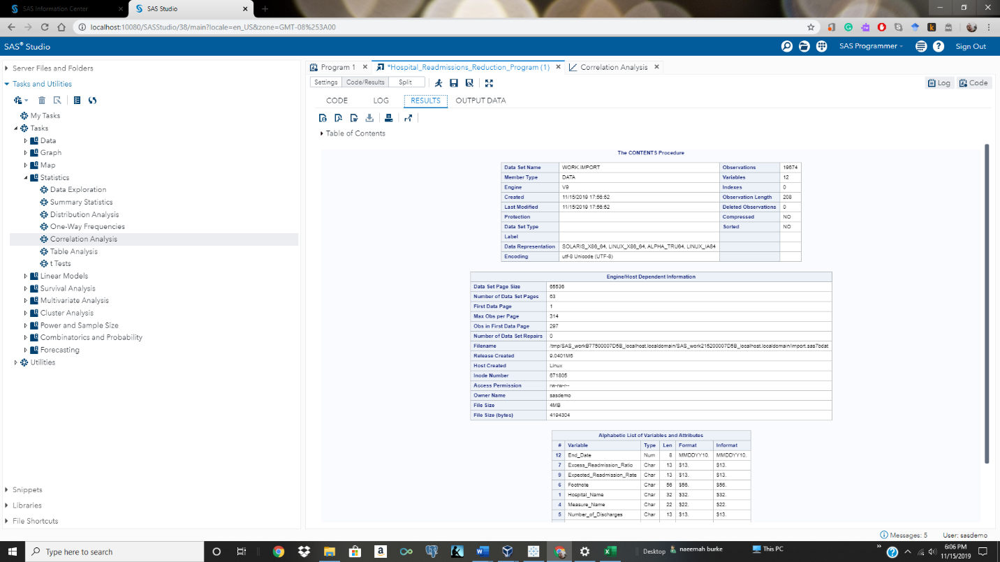 SAS Information Center
SAS Studio
localhost:10080/SASStudio/38/main?locale=en_US&zone=GMT-08%253A00
SAS® Studio
SAS Programmer
Sign Out
Server Files and Folders
Tasks and Utilities
My Tasks
Tasks
Data
Graph
Map
Statistics
Data Exploration
Summary Statistics
Distribution Analysis
One-Way Frequencies
Correlation Analysis
Table Analysis
t Tests
Linear Models
Survival Analysis
Multivariate Analysis
Cluster Analysis
Power and Sample Size
Combinatorics and Probability
Forecasting
Utilities
Snippets
Libraries
File Shortcuts
Program 1 *Hospital_Readmissions_Reduction_Program (1) Correlation Analysis
Settings Code/Results Split
Log Code
CODE LOG RESULTS OUTPUT DATA
Table of Contents
The CONTENTS Procedure
Data Set Name WORK.IMPORT Observations 19674
Member Type DATA Variables 12
Engine V9 Indexes 0
Created 11/15/2019 17:56:52 Observation Length 208
Last Modified 11/15/2019 17:56:52 Deleted Observations 0
Protection Compressed NO
Data Set Type Sorted NO
Label
Data Representation SOLARIS_X86_64, LINUX_X86_64, ALPHA_TRU64, LINUX_IA64
Encoding utf-8 Unicode (UTF-8)
Engine/Host Dependent Information
Data Set Page Size 65536
Number of Data Set Pages 63
First Data Page 1
Max Obs per Page 314
Obs in First Data Page 297
Number of Data Set Repairs 0
Filename /tmp/SAS_workB77500007D5B_localhost.localdomain/SAS_work215200007D5B_localhost.localdomain/import.sas7bdat
Release Created 9.0401M6
Host Created Linux
Inode Number 671805
Access Permission rw-rw-r--
Owner Name sasdemo
File Size 4MB
File Size (bytes) 4194304
Alphabetic List of Variables and Attributes
# Variable Type Len Format Informat
12 End_Date Num 8 MMDDYY10. MMDDYY10.
7 Excess_Readmission_Ratio Char 13 $13. $13.
9 Expected_Readmission_Rate Char 13 $13. $13.
6 Footnote Char 56 $56. $56.
1 Hospital_Name Char 32 $32. $32.
4 Measure_Name Char 22 $22. $22.
5 Number_of_Discharges Char 13 $13. $13.
Messages: 5 User: sasdemo
Type here to search
Desktop
naeemah burke
This PC
6:06 PM
11/15/2019